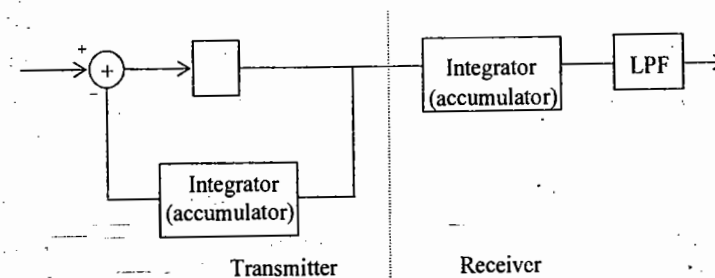 +
+
−
Integrator
(accumulator)
LPF
Integrator
(accumulator)
Transmitter
Receiver